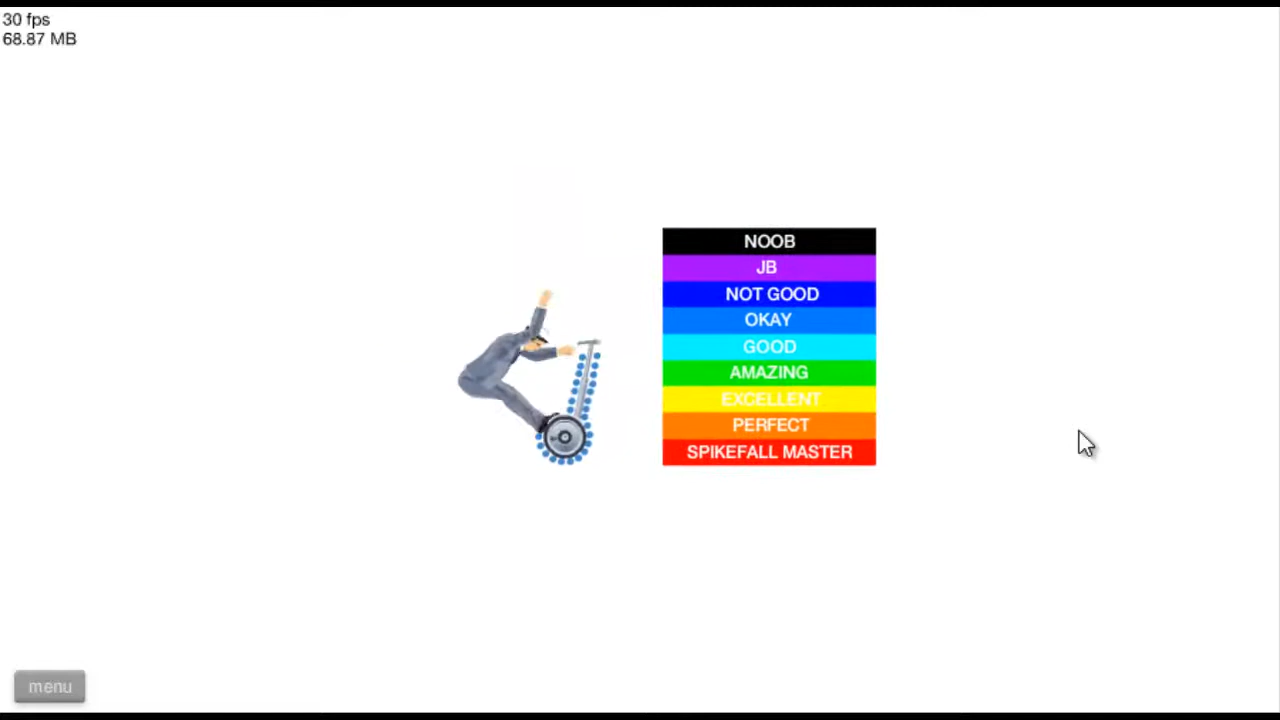 30 fps
68.87 MB
NOOB
JB
NOT GOOD
OKAY
GOOD
AMAZING
EXCELLENT
PERFECT
SPIKEFALL MASTER
menu